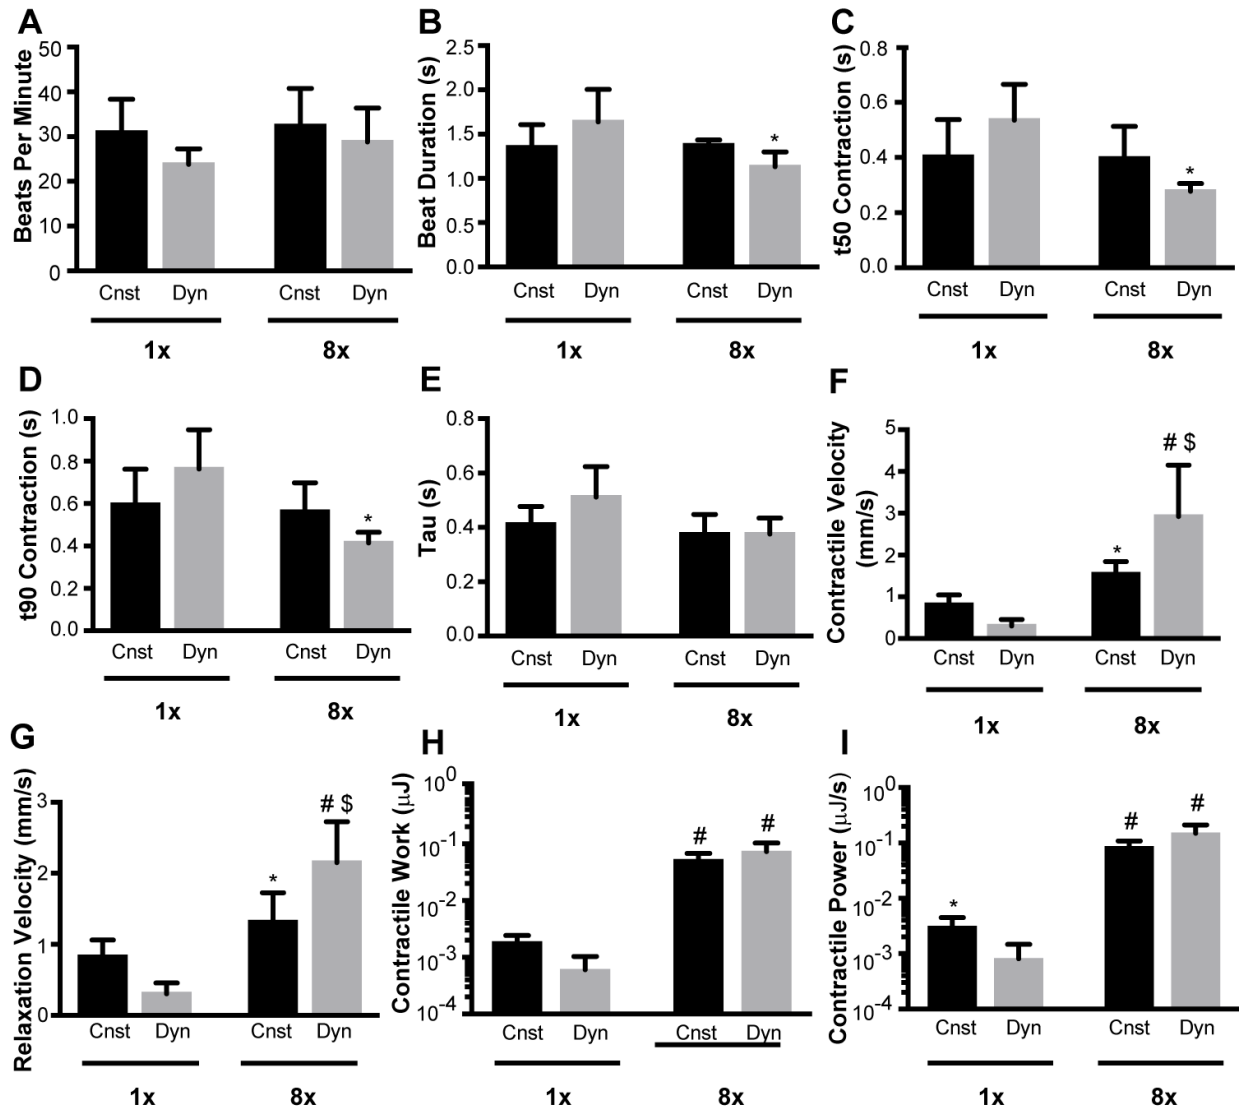 A
Beats Per Minute
50
40
30
20
10
0
Cnst Dyn Cnst Dyn
1x 8x
B
Beat Duration (s)
2.5
2.0
1.5
1.0
0.5
0.0
*
Cnst Dyn Cnst Dyn
1x 8x
C
t50 Contraction (s)
0.8
0.6
0.4
0.2
0.0
*
Cnst Dyn Cnst Dyn
1x 8x
D
t90 Contraction (s)
1.0
0.8
0.6
0.4
0.2
0.0
*
Cnst Dyn Cnst Dyn
1x 8x
E
Tau (s)
0.8
0.6
0.4
0.2
0.0
Cnst Dyn Cnst Dyn
1x 8x
F
Contractile Velocity
(mm/s)
5
4
3
2
1
0
* # $
Cnst Dyn Cnst Dyn
1x 8x
G
Relaxation Velocity (mm/s)
3
2
1
0
* # $
Cnst Dyn Cnst Dyn
1x 8x
H
Contractile Work (μJ)
10⁰
10⁻¹
10⁻²
10⁻³
10⁻⁴
# #
Cnst Dyn Cnst Dyn
1x 8x
I
Contractile Power (μJ/s)
10⁰
10⁻¹
10⁻²
10⁻³
10⁻⁴
* # #
Cnst Dyn Cnst Dyn
1x 8x